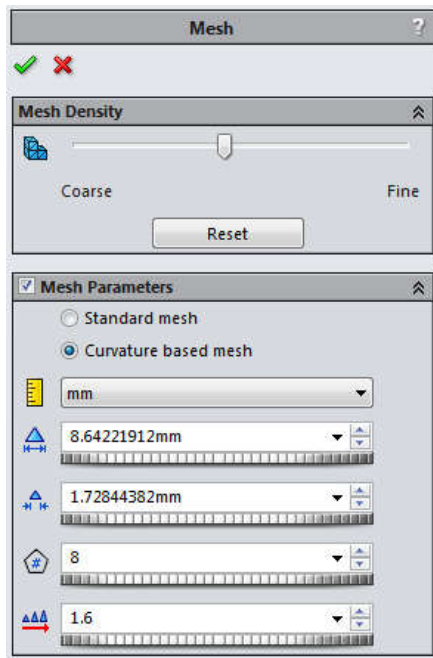 Mesh ?
Mesh Density
Coarse Fine
Reset
Mesh Parameters
Standard mesh
Curvature based mesh
mm
8.64221912mm
1.72844382mm
# 8
1.6